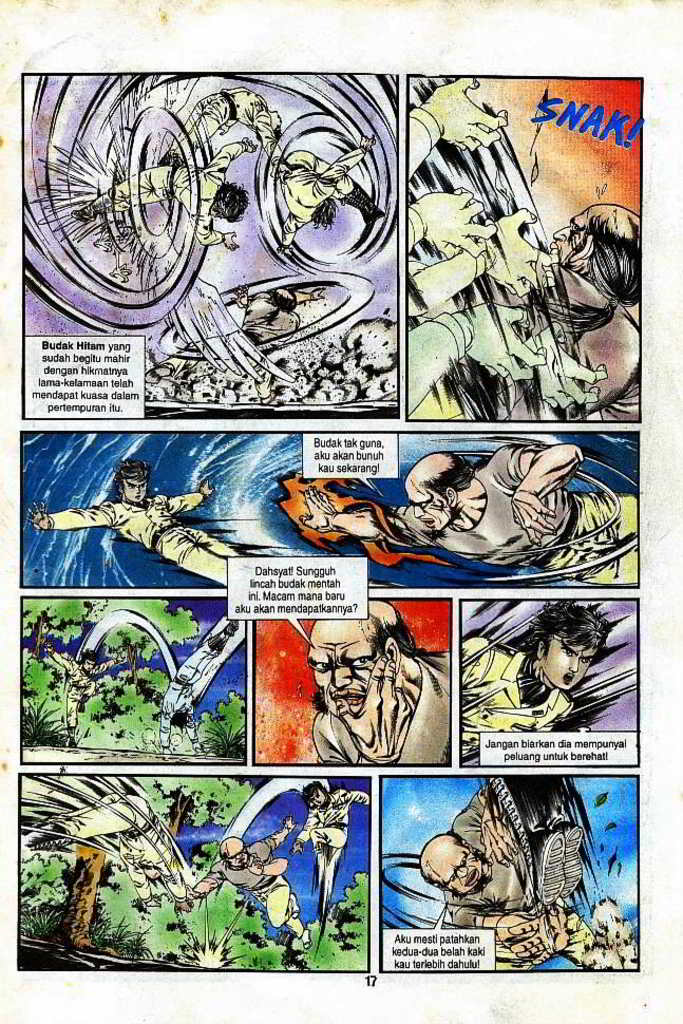 Budak Hitam yang
sudah begitu mahir
dengan hikmatnya
lama-kelamaan telah
mendapat kuasa dalam
pertempuran itu.
SNAK!
Budak tak guna,
aku akan bunuh
kau sekarang!
Dahsyat! Sungguh
lincah budak mentah
ini. Macam mana baru
aku akan mendapatkannya?
Jangan biarkan dia mempunyai
peluang untuk berehat!
Aku mesti patahkan
kedua-dua belah kaki
kau terlebih dahulu!
17